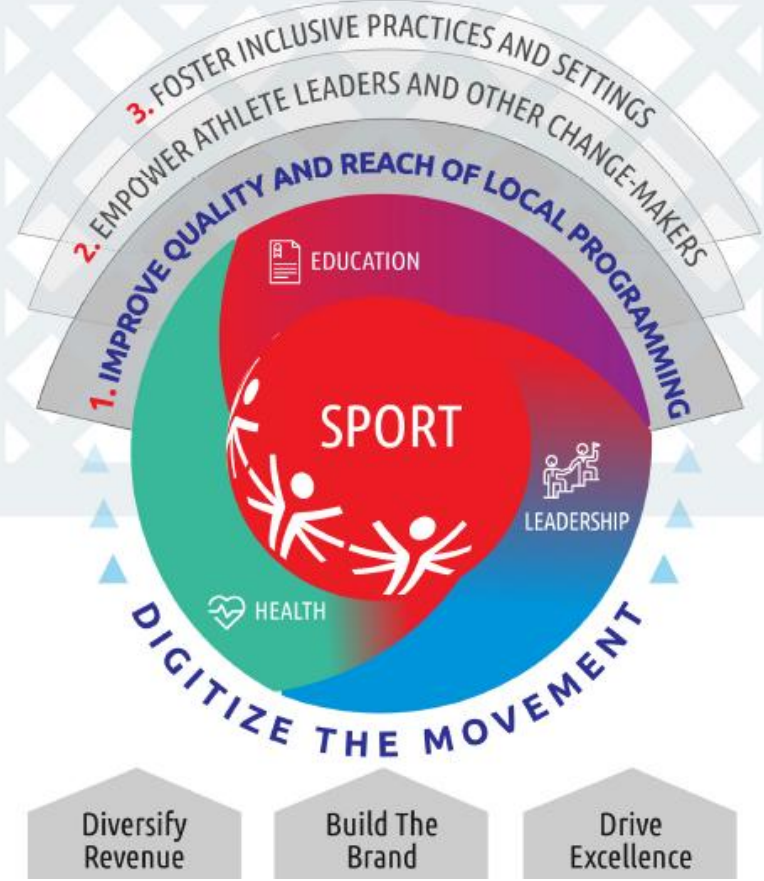 3. FOSTER INCLUSIVE PRACTICES AND SETTINGS
2. EMPOWER ATHLETE LEADERS AND OTHER CHANGE-MAKERS
1. IMPROVE QUALITY AND REACH OF LOCAL PROGRAMMING
EDUCATION
SPORT
LEADERSHIP
HEALTH
DIGITIZE THE MOVEMENT
Diversify
Revenue
Build The
Brand
Drive
Excellence